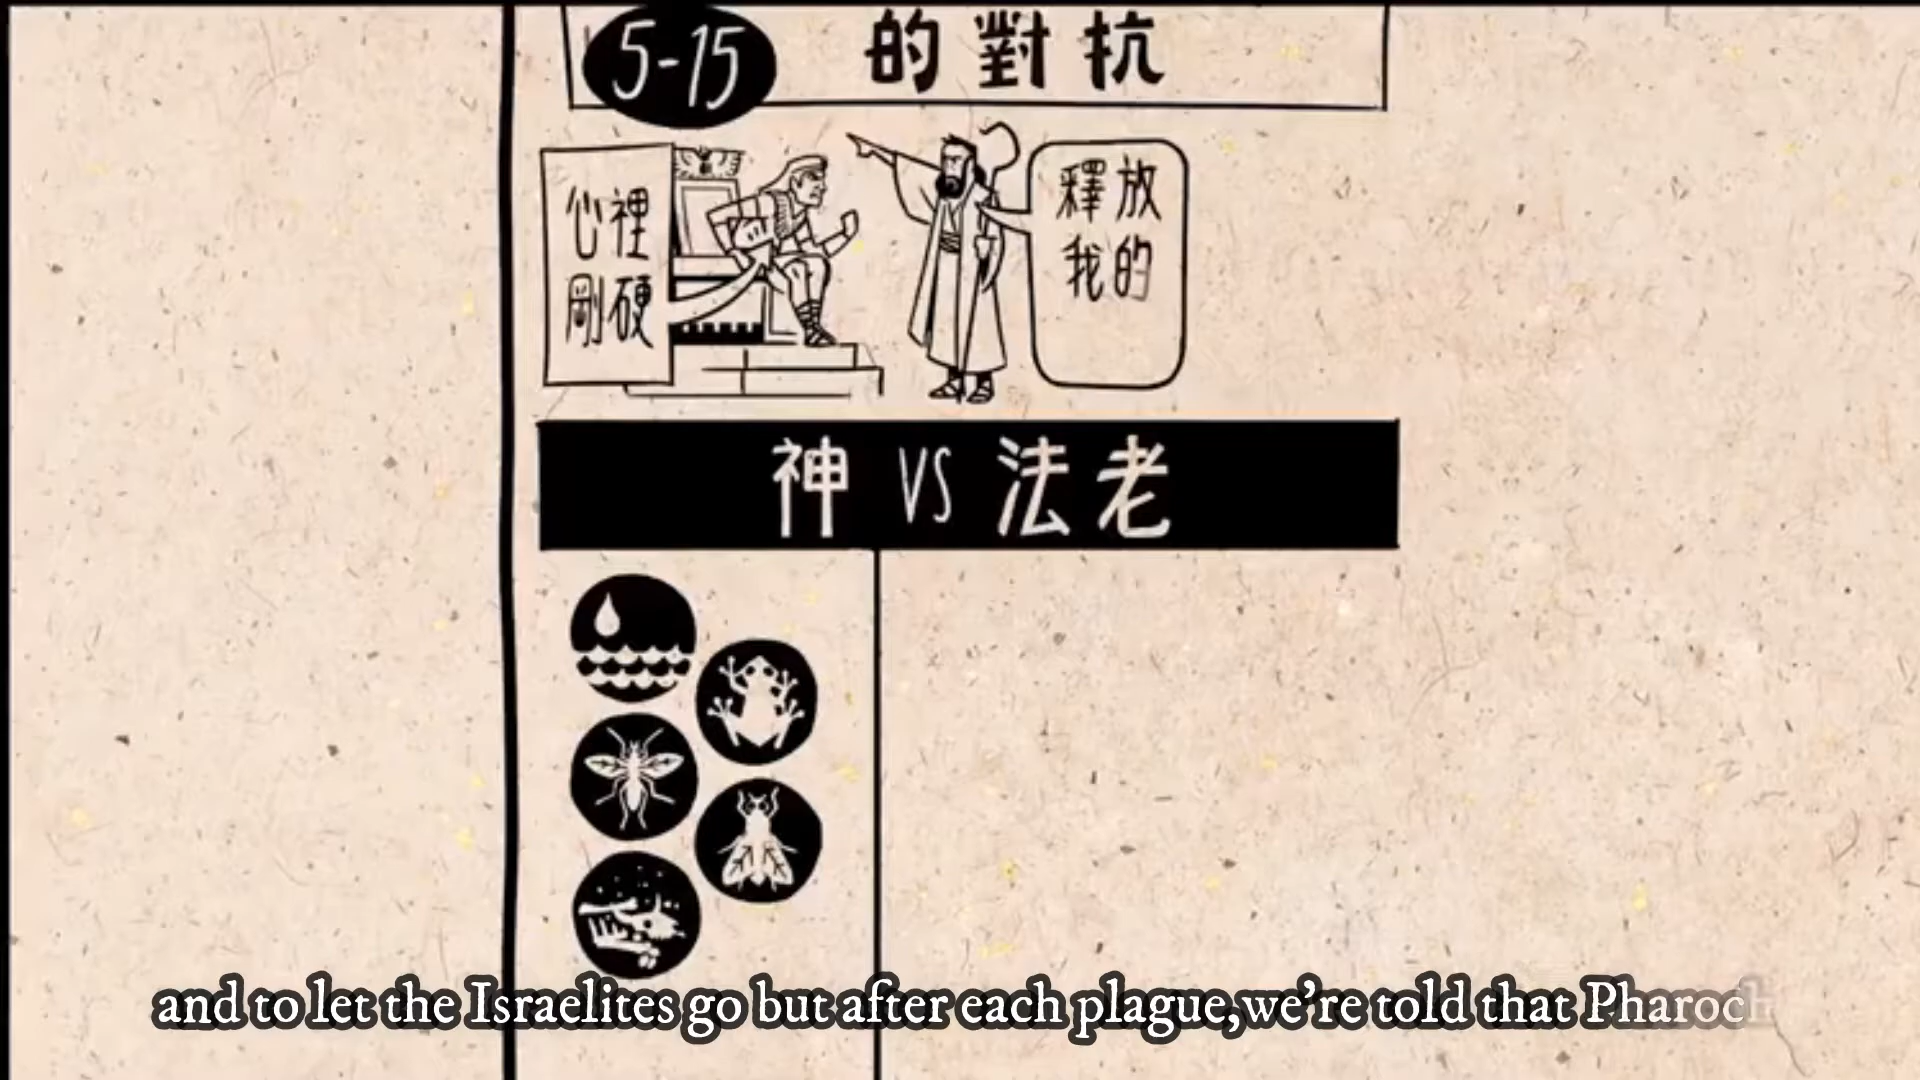 5-15
的對抗
心裡
剛硬
釋放
我的
神 VS 法老
and to let the Israelites go but after each plague,we're told that Pharoch